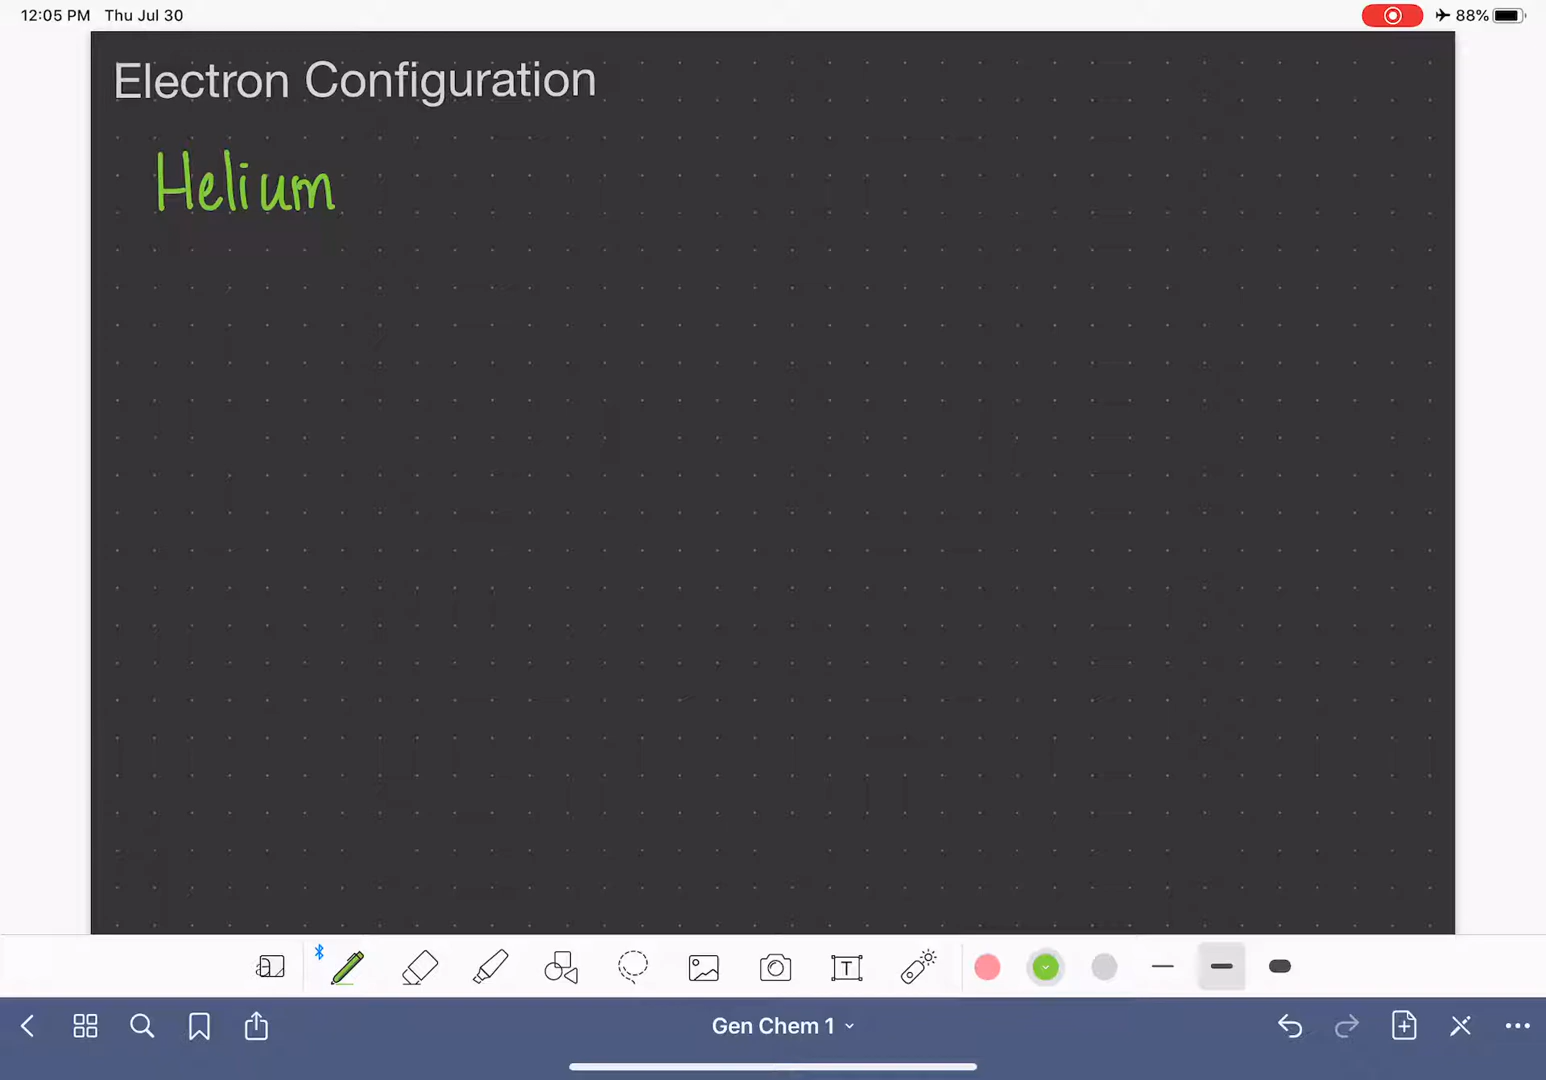 12:05 PM Thu Jul 30
88%
Electron Configuration
Helium
T
Gen Chem 1